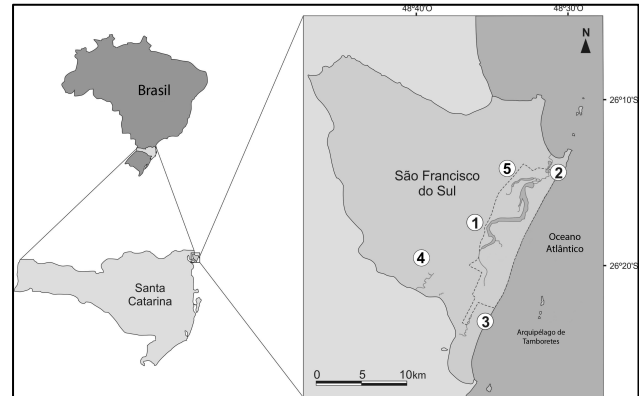 48°40'O
48°30'O
N
Brasil
26°10'S
São Francisco
do Sul
5
2
1
Oceano
Atlântico
4
26°20'S
Santa
Catarina
3
Arquipélago de
Tamboretes
0 5 10km